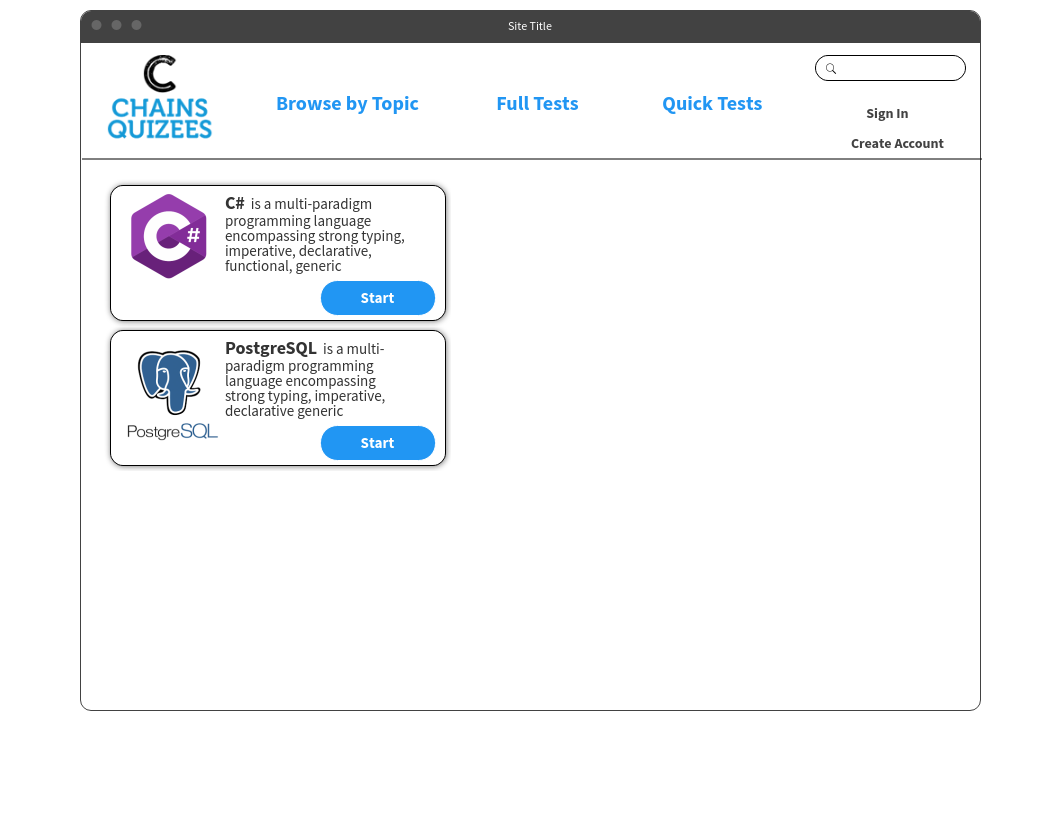 Site Title
C
CHAINS
QUIZEES
Browse by Topic
Full Tests
Quick Tests
Sign In
Create Account
C#
C# is a multi-paradigm
programming language
encompassing strong typing,
imperative, declarative,
functional, generic
Start
PostgreSQL
PostgreSQL is a multi-
paradigm programming
language encompassing
strong typing, imperative,
declarative generic
Start